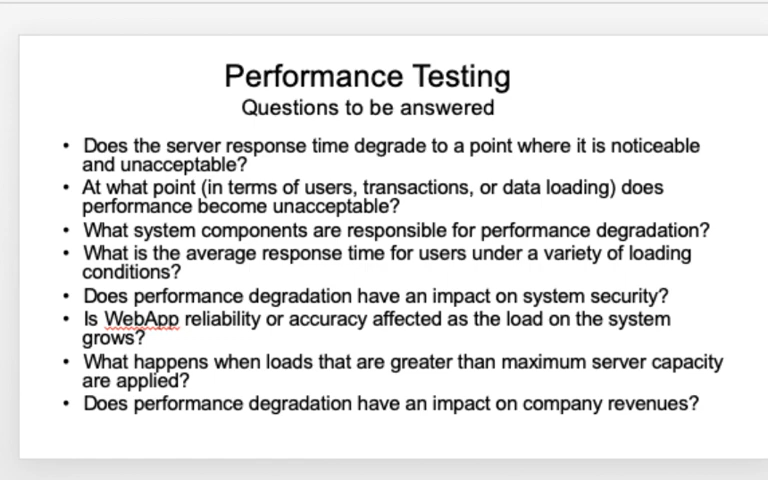 Performance Testing
Questions to be answered
• Does the server response time degrade to a point where it is noticeable
and unacceptable?
• At what point (in terms of users, transactions, or data loading) does
performance become unacceptable?
• What system components are responsible for performance degradation?
• What is the average response time for users under a variety of loading
conditions?
• Does performance degradation have an impact on system security?
• Is WebApp reliability or accuracy affected as the load on the system
grows?
• What happens when loads that are greater than maximum server capacity
are applied?
• Does performance degradation have an impact on company revenues?